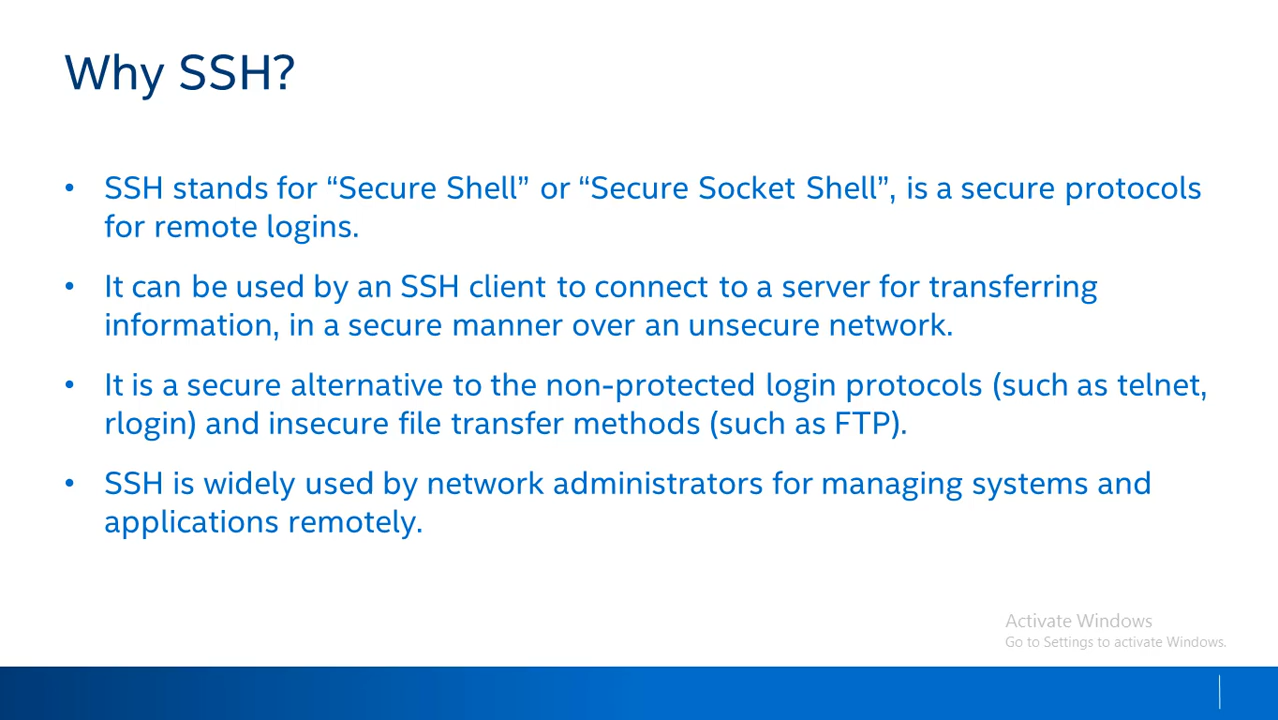 Why SSH?
• SSH stands for “Secure Shell” or “Secure Socket Shell”, is a secure protocols
for remote logins.
• It can be used by an SSH client to connect to a server for transferring
information, in a secure manner over an unsecure network.
• It is a secure alternative to the non-protected login protocols (such as telnet,
rlogin) and insecure file transfer methods (such as FTP).
• SSH is widely used by network administrators for managing systems and
applications remotely.
Activate Windows
Go to Settings to activate Windows.